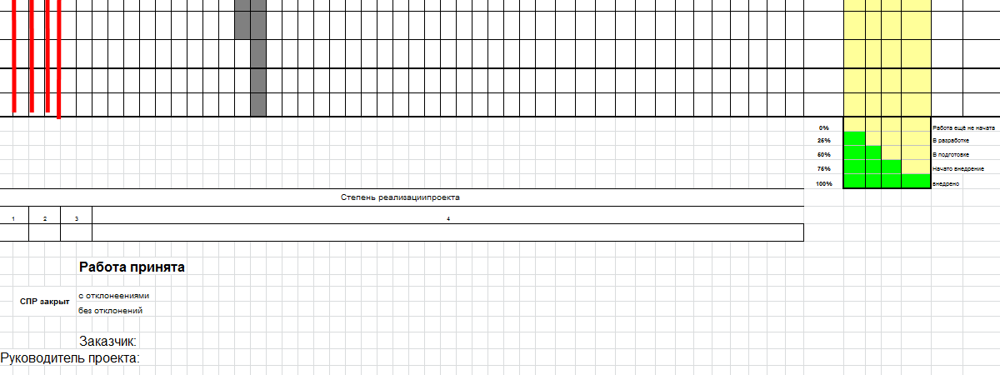 0% Работа ещё не начата
25% В разработке
50% В подготовке
75% Начато внедрение
100% внедрено
Степень реализациипроекта
1 2 3 4
Работа принята
СПР закрыт
с отклонеениями
без отклонений
Заказчик:
Руководитель проекта: